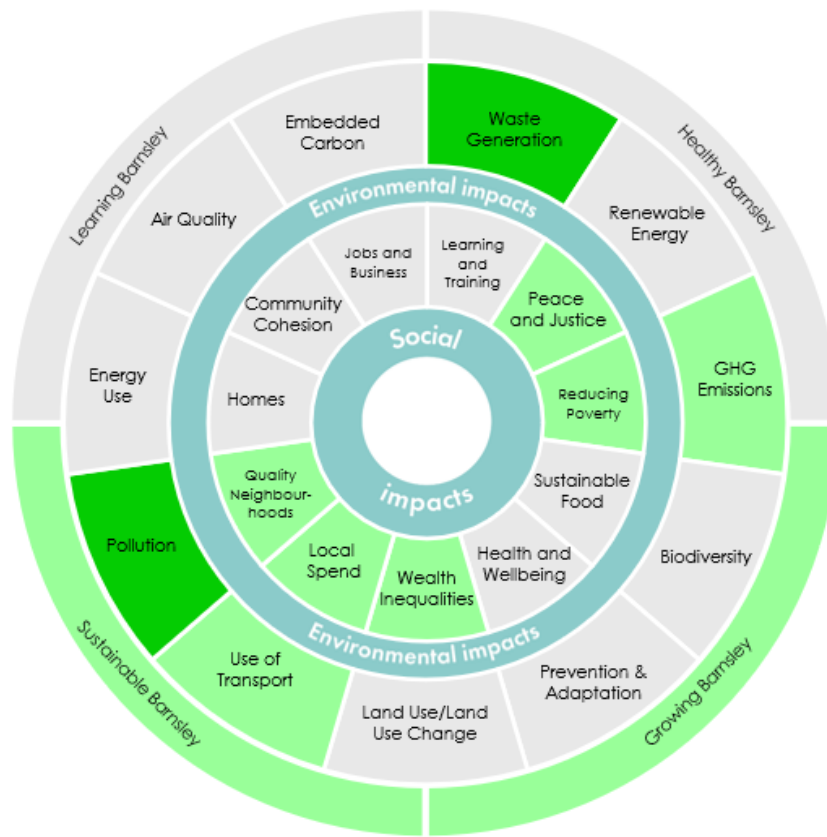 Learning Barnsley
Healthy Barnsley
Growing Barnsley
Sustainable Barnsley
Waste
Generation
Renewable
Energy
GHG
Emissions
Biodiversity
Prevention &
Adaptation
Land Use/Land
Use Change
Use of
Transport
Pollution
Energy
Use
Air Quality
Embedded
Carbon
Environmental impacts
Environmental impacts
Learning
and
Training
Peace
and Justice
Reducing
Poverty
Sustainable
Food
Health and
Wellbeing
Wealth
Inequalities
Local
Spend
Quality
Neighbour-
hoods
Homes
Community
Cohesion
Jobs and
Business
Social
impacts